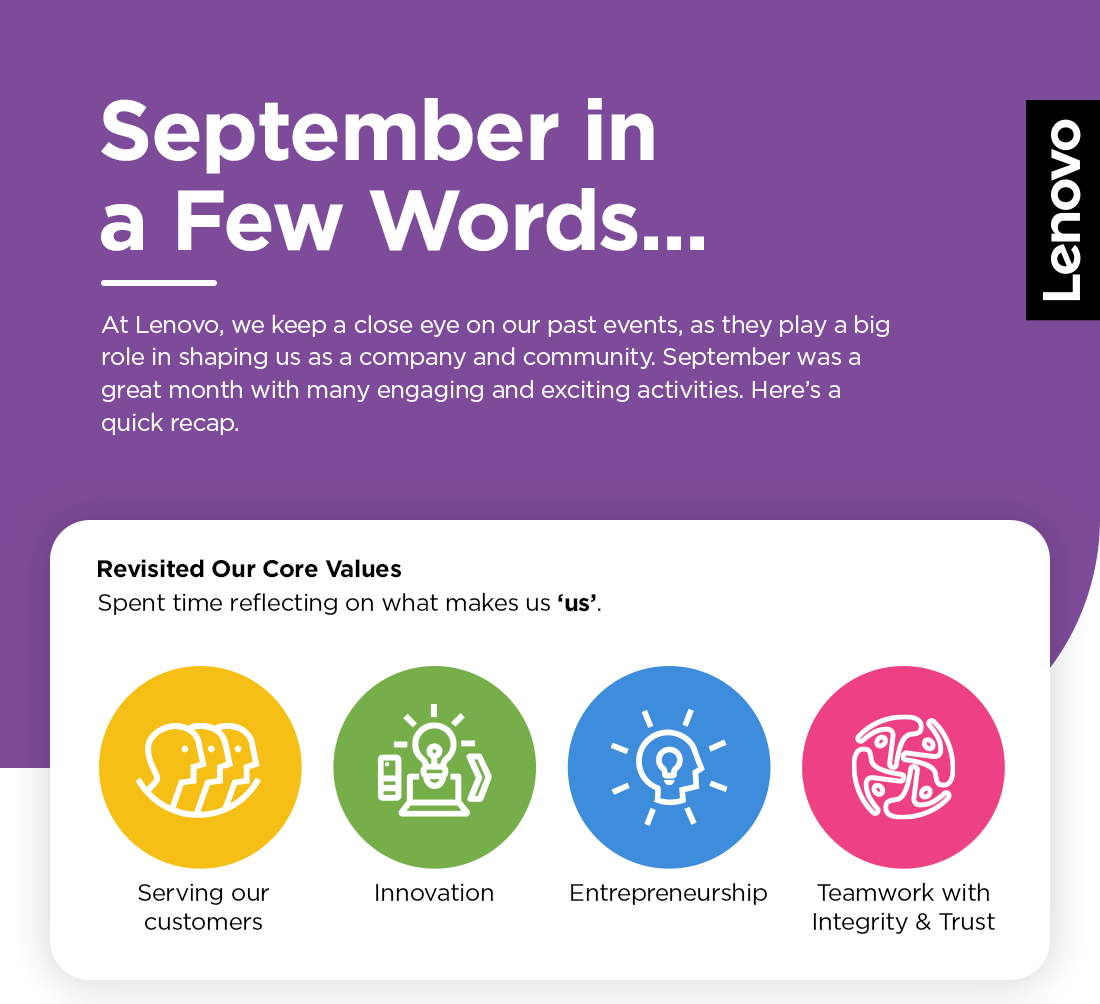 September in
a Few Words...
Lenovo
At Lenovo, we keep a close eye on our past events, as they play a big
role in shaping us as a company and community. September was a
great month with many engaging and exciting activities. Here’s a
quick recap.
Revisited Our Core Values
Spent time reflecting on what makes us ‘us’.
Serving our
customers
Innovation
Entrepreneurship
Teamwork with
Integrity & Trust